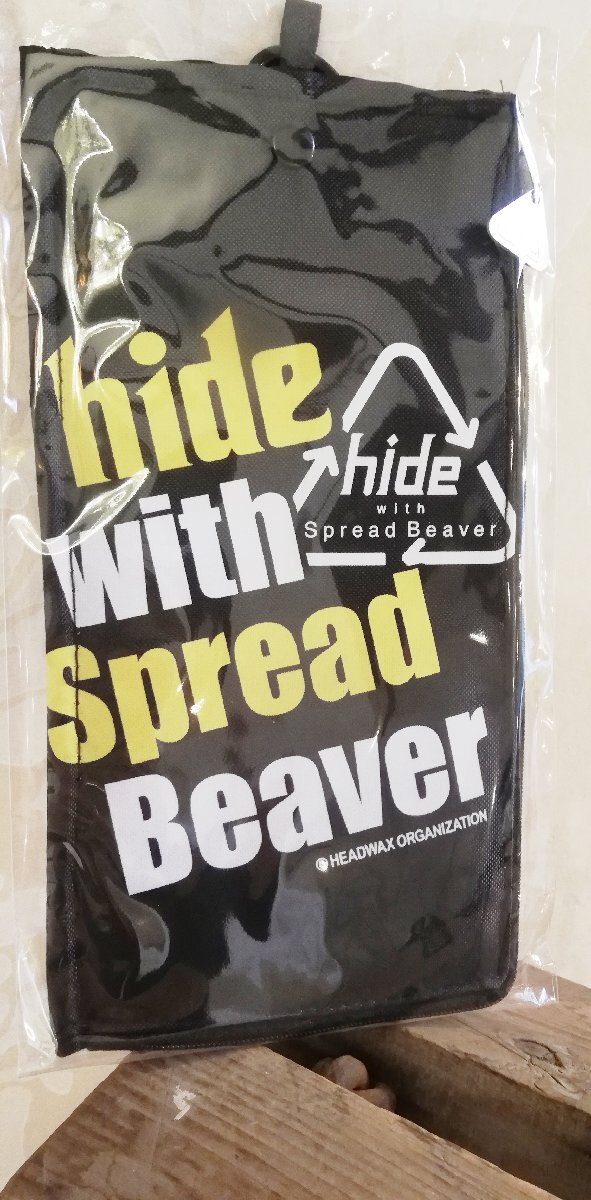 hide
with
Spread
Beaver
hide
with
Spread Beaver
© HEADWAX ORGANIZATION